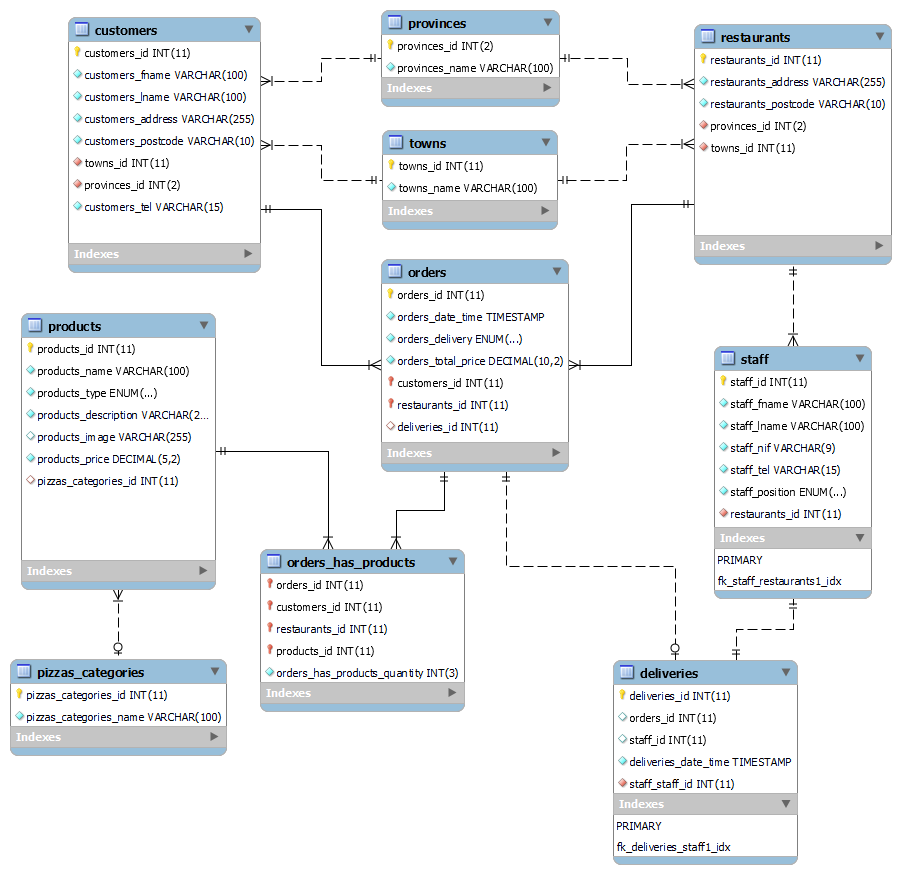 customers
customers_id INT(11)
customers_fname VARCHAR(100)
customers_lname VARCHAR(100)
customers_address VARCHAR(255)
customers_postcode VARCHAR(10)
towns_id INT(11)
provinces_id INT(2)
customers_tel VARCHAR(15)
Indexes
provinces
provinces_id INT(2)
provinces_name VARCHAR(100)
Indexes
restaurants
restaurants_id INT(11)
restaurants_address VARCHAR(255)
restaurants_postcode VARCHAR(10)
provinces_id INT(2)
towns_id INT(11)
Indexes
towns
towns_id INT(11)
towns_name VARCHAR(100)
Indexes
orders
orders_id INT(11)
orders_date_time TIMESTAMP
orders_delivery ENUM(...)
orders_total_price DECIMAL(10,2)
customers_id INT(11)
restaurants_id INT(11)
deliveries_id INT(11)
Indexes
products
products_id INT(11)
products_name VARCHAR(100)
products_type ENUM(...)
products_description VARCHAR(2...
products_image VARCHAR(255)
products_price DECIMAL(5,2)
pizzas_categories_id INT(11)
Indexes
staff
staff_id INT(11)
staff_fname VARCHAR(100)
staff_lname VARCHAR(100)
staff_nif VARCHAR(9)
staff_tel VARCHAR(15)
staff_position ENUM(...)
restaurants_id INT(11)
Indexes
PRIMARY
fk_staff_restaurants1_idx
orders_has_products
orders_id INT(11)
customers_id INT(11)
restaurants_id INT(11)
products_id INT(11)
orders_has_products_quantity INT(3)
Indexes
pizzas_categories
pizzas_categories_id INT(11)
pizzas_categories_name VARCHAR(100)
Indexes
deliveries
deliveries_id INT(11)
orders_id INT(11)
staff_id INT(11)
deliveries_date_time TIMESTAMP
staff_staff_id INT(11)
Indexes
PRIMARY
fk_deliveries_staff1_idx